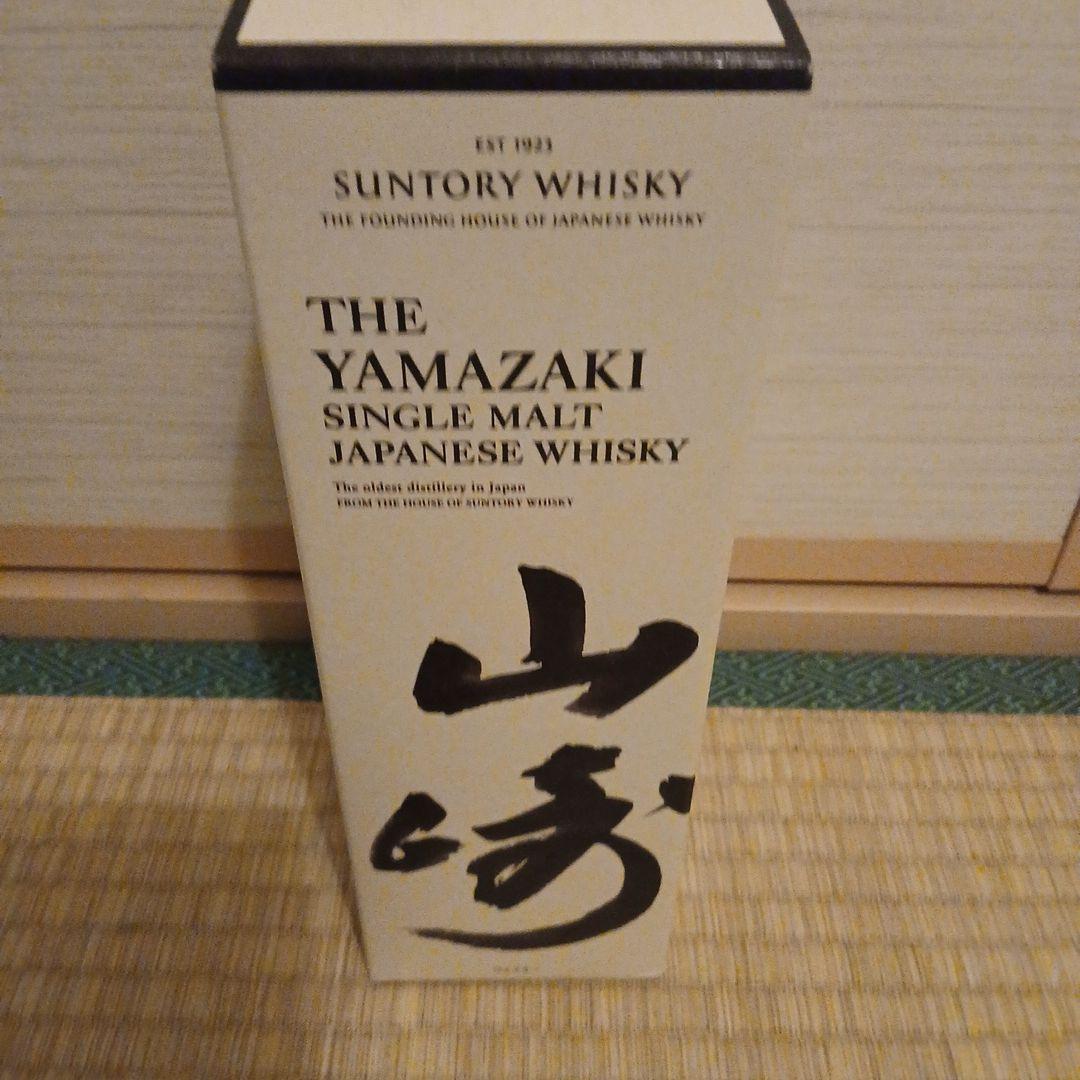 EST 1923
SUNTORY WHISKY
THE FOUNDING HOUSE OF JAPANESE WHISKY
THE
YAMAZAKI
SINGLE MALT
JAPANESE WHISKY
The oldest distillery in Japan
FROM THE HOUSE OF SUNTORY WHISKY
山
崎